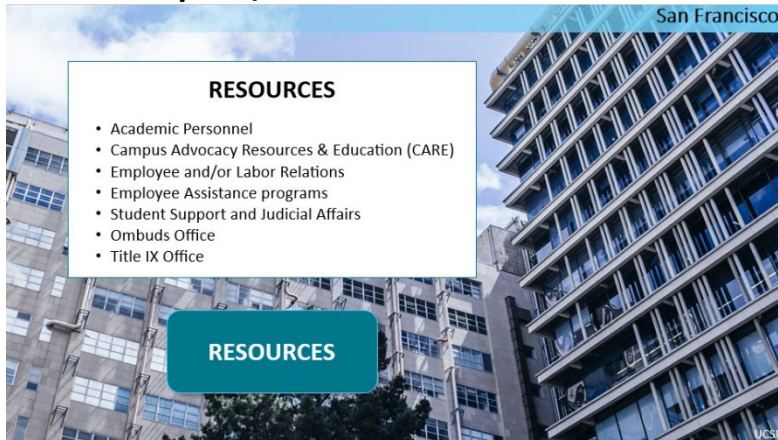 San Francisco
RESOURCES
• Academic Personnel
• Campus Advocacy Resources & Education (CARE)
• Employee and/or Labor Relations
• Employee Assistance programs
• Student Support and Judicial Affairs
• Ombuds Office
• Title IX Office
RESOURCES